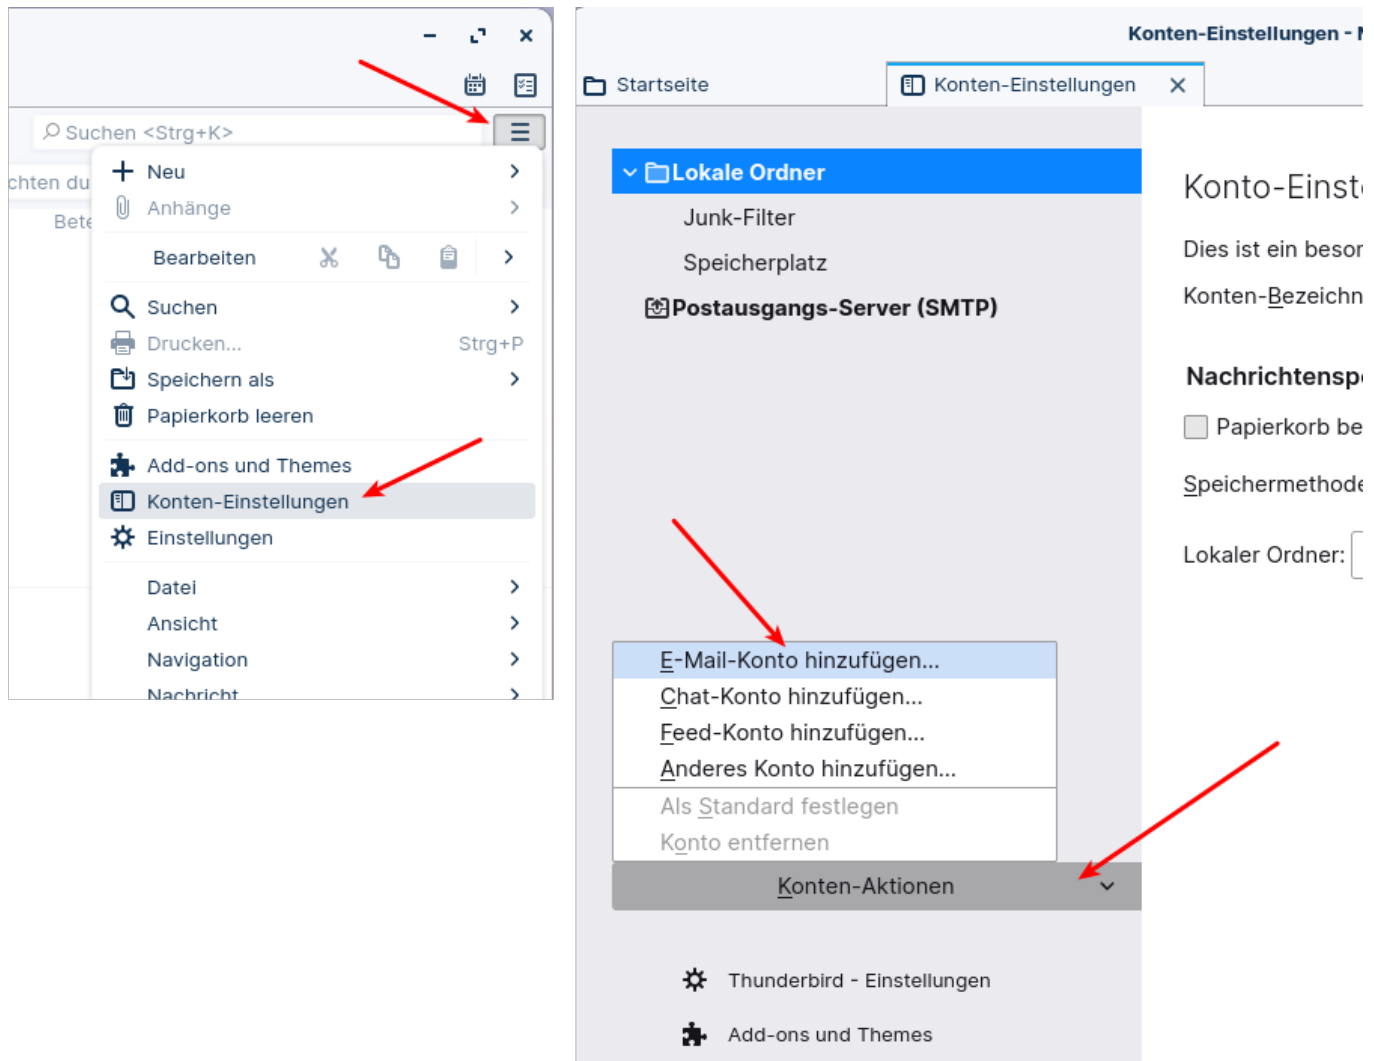 Suchen <Strg+K>
chten du
Bete
Neu
Anhänge
Bearbeiten
Suchen
Drucken... Strg+P
Speichern als
Papierkorb leeren
Add-ons und Themes
Konten-Einstellungen
Einstellungen
Datei
Ansicht
Navigation
Nachricht
Konten-Einstellungen -
Startseite
Konten-Einstellungen
Lokale Ordner
Junk-Filter
Speicherplatz
Postausgangs-Server (SMTP)
E-Mail-Konto hinzufügen...
Chat-Konto hinzufügen...
Feed-Konto hinzufügen...
Anderes Konto hinzufügen...
Als Standard festlegen
Konto entfernen
Konten-Aktionen
Thunderbird - Einstellungen
Add-ons und Themes
Konto-Einst
Dies ist ein besor
Konten-Bezeichn
Nachrichtensp
Papierkorb be
Speichermethode
Lokaler Ordner: